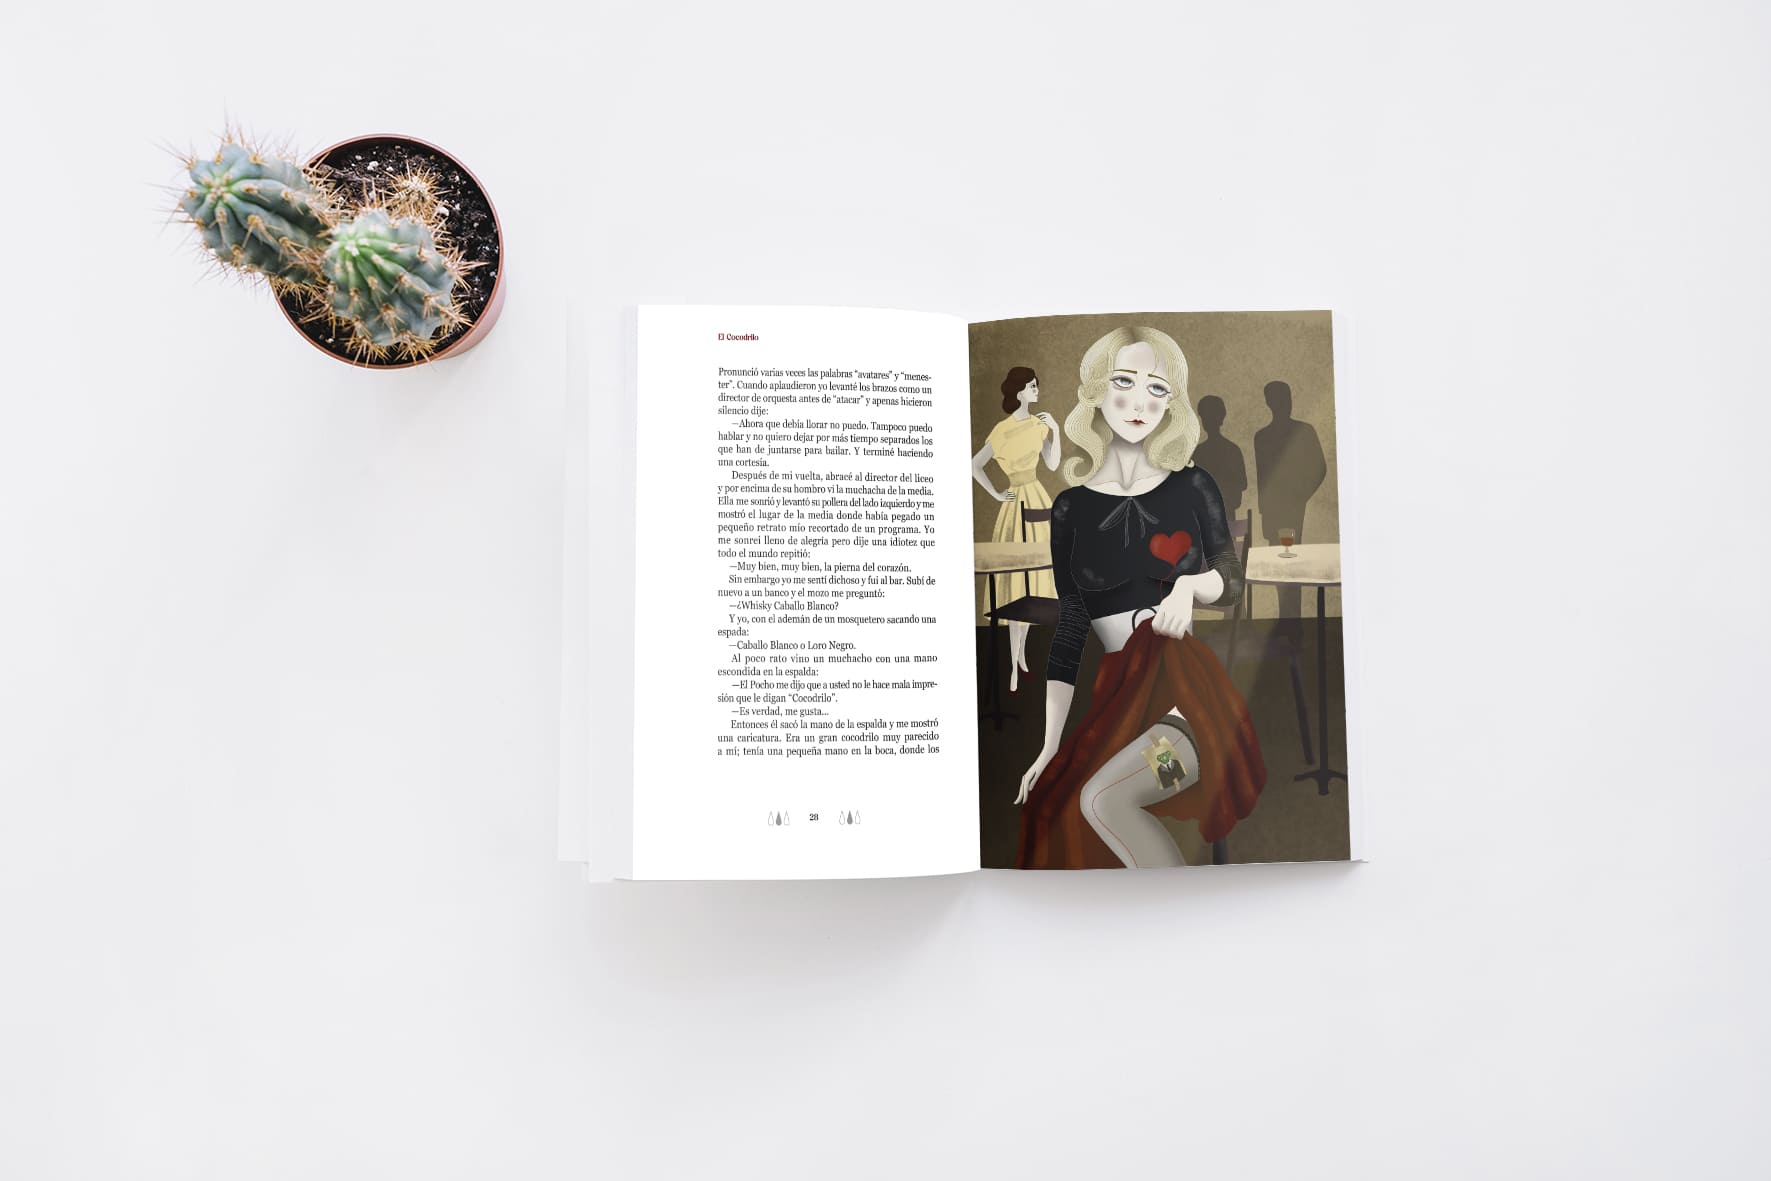 El Cocodrilo
Pronunció varias veces las palabras “avatares” y “menes-
ter”. Cuando aplaudieron yo levanté los brazos como un
director de orquesta antes de “atacar” y apenas hicieron
silencio dije:
—Ahora que debía llorar no puedo. Tampoco puedo
hablar y no quiero dejar por más tiempo separados los
que han de juntarse para bailar. Y terminé haciendo
una cortesía.
Después de mi vuelta, abracé al director del liceo
y por encima de su hombro vi la muchacha de la media.
Ella me sonrió y levantó su pollera del lado izquierdo y me
mostró el lugar de la media donde había pegado un
pequeño retrato mío recortado de un programa. Yo
me sonreí lleno de alegría pero dije una idiotez que
todo el mundo repitió:
—Muy bien, muy bien, la pierna del corazón.
Sin embargo yo me sentí dichoso y fui al bar. Subí de
nuevo a un banco y el mozo me preguntó:
—¿Whisky Caballo Blanco?
Y yo, con el ademán de un mosquetero sacando una
espada:
—Caballo Blanco o Loro Negro.
Al poco rato vino un muchacho con una mano
escondida en la espalda:
—El Pocho me dijo que a usted no le hace mala impre-
sión que le digan “Cocodrilo”.
—Es verdad, me gusta...
Entonces él sacó la mano de la espalda y me mostró
una caricatura. Era un gran cocodrilo muy parecido
a mí; tenía una pequeña mano en la boca, donde los
28